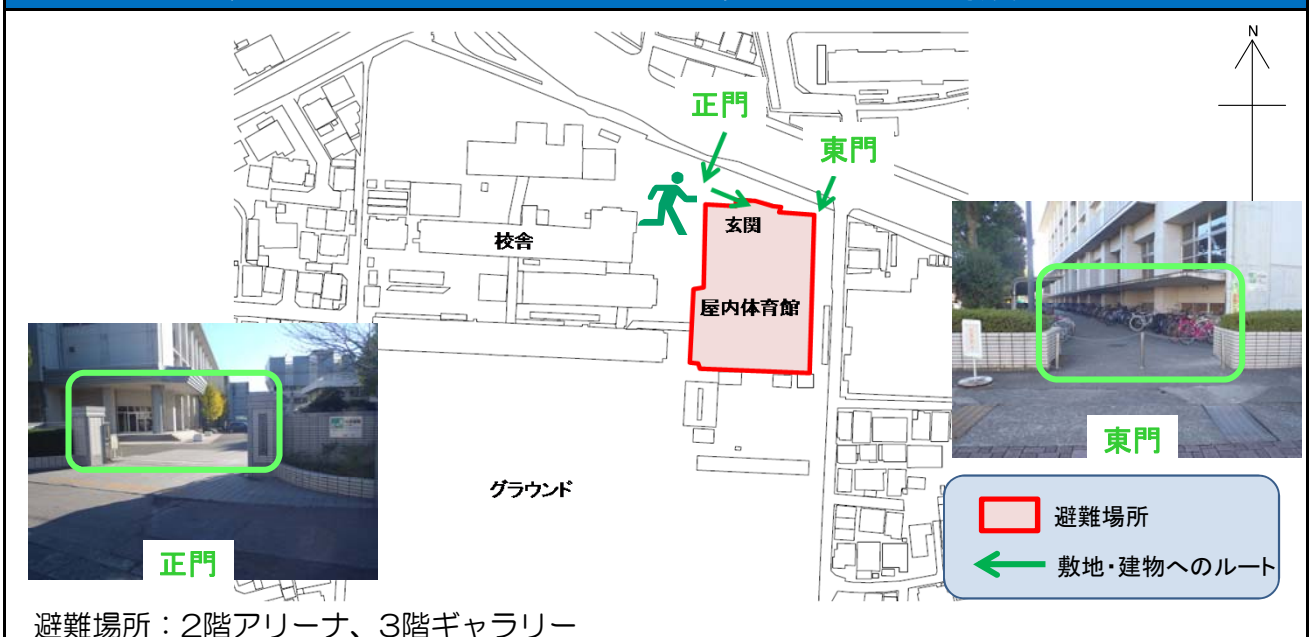 N
正門
東門
玄関
校舎
屋内体育館
東門
グラウンド
正門
避難場所
敷地・建物へのルート
避難場所：2階アリーナ、3階ギャラリー